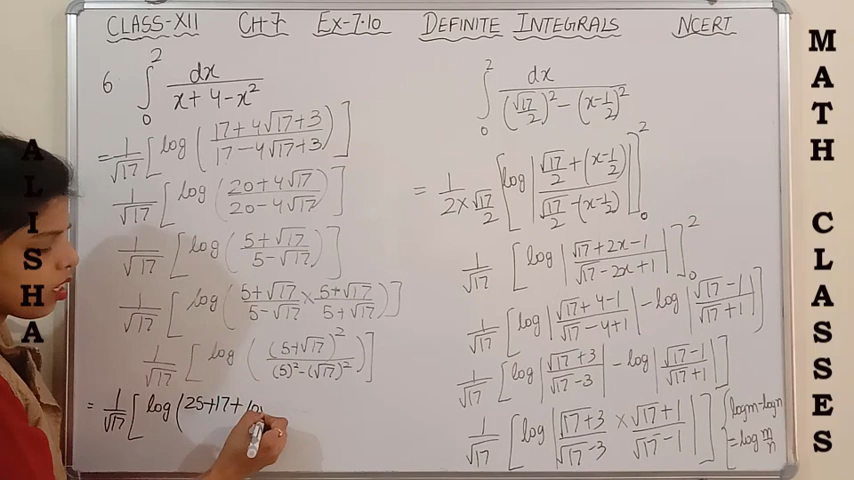 CLASS-XII CH-7 EX-7.10 DEFINITE INTEGRALS NCERT
6 ∫₀² dx / (x+4-x²)
= 1/√17 [log ((17+4√17+3)/(17-4√17+3))]
1/√17 [log ((20+4√17)/(20-4√17))]
1/√17 [log ((5+√17)/(5-√17))]
1/√17 [log ((5+√17)/(5-√17) × (5+√17)/(5+√17))]
1/√17 [log ((5+√17)²/((5)²-(√17)²))]
= 1/√17 [log (25+17+10
∫₀² dx / ((√17/2)² - (x-1/2)²)
= 1/(2×√17/2) [log |(√17/2+(x-1/2))/(√17/2-(x-1/2))|]₀²
1/√17 [log |(√17+2x-1)/(√17-2x+1)|]₀²
1/√17 [log |(√17+4-1)/(√17-4+1)| - log |(√17-1)/(√17+1)|]
1/√17 [log |(√17+3)/(√17-3)| - log |(√17-1)/(√17+1)|]
1/√17 [log |(√17+3)/(√17-3) × (√17+1)/(√17-1)|]
{logm-logn
=log m/n
ALISHA
MATH CLASSES